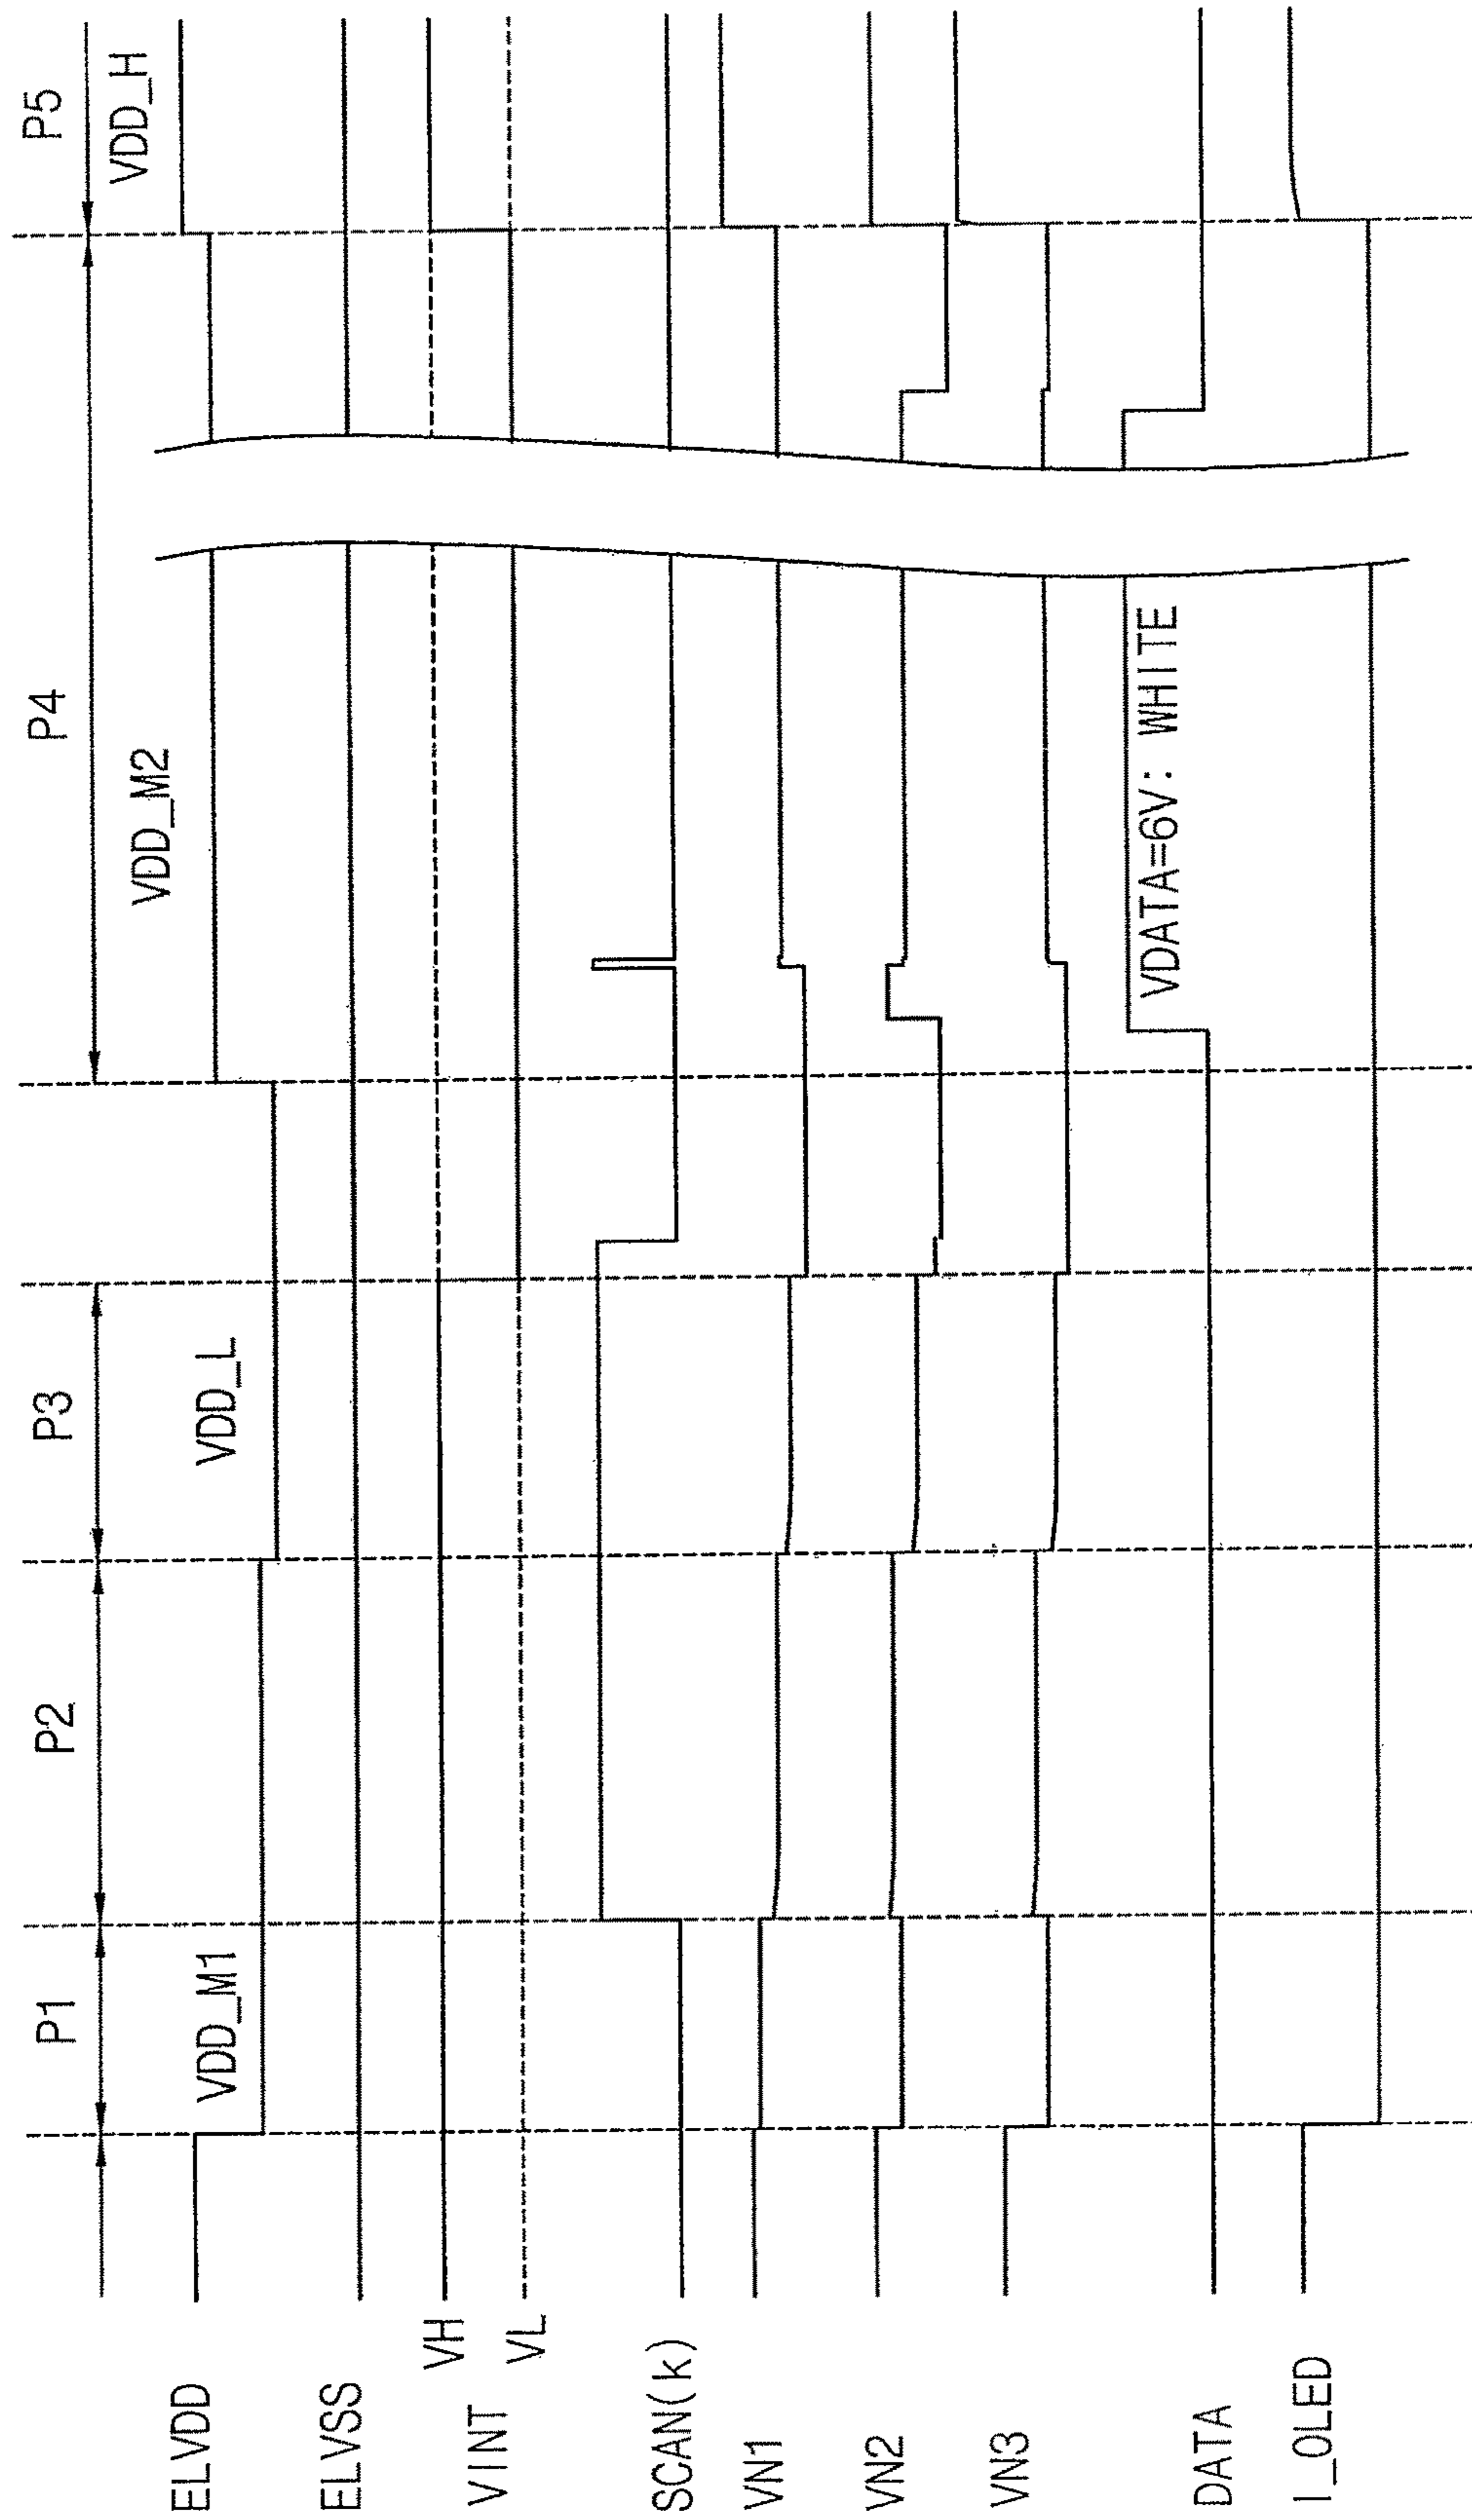 P1
P2
P3
P4
P5
VDD_M1
VDD_L
VDD_M2
VDD_H
ELVDD
ELVSS
VH
VINT
VL
SCAN(k)
VN1
VN2
VN3
VDATA=6V: WHITE
DATA
I_OLED